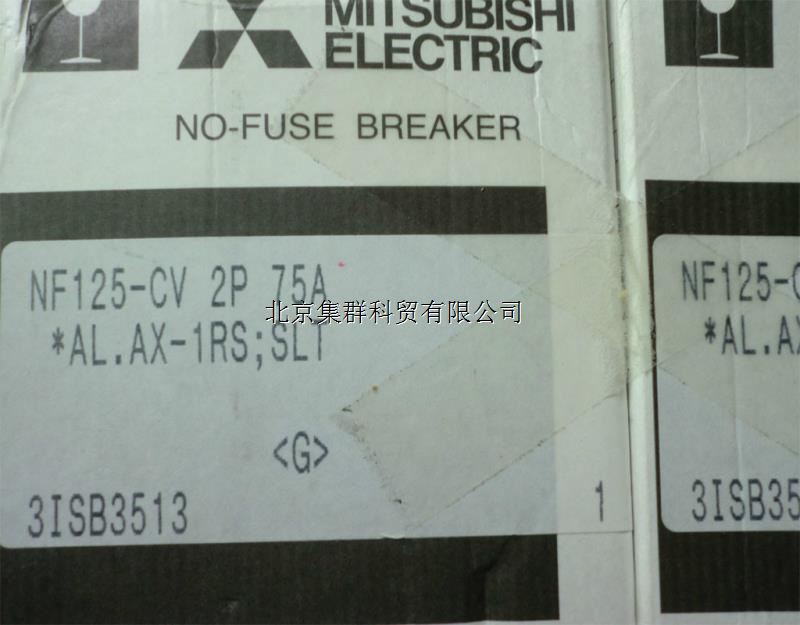 MITSUBISHI
ELECTRIC
NO-FUSE BREAKER
NF125-CV 2P 75A
北京集群科贸有限公司
*AL.AX-1RS;SLT
<G>
3ISB3513 1
NF125-C
*AL.AX
3ISB35